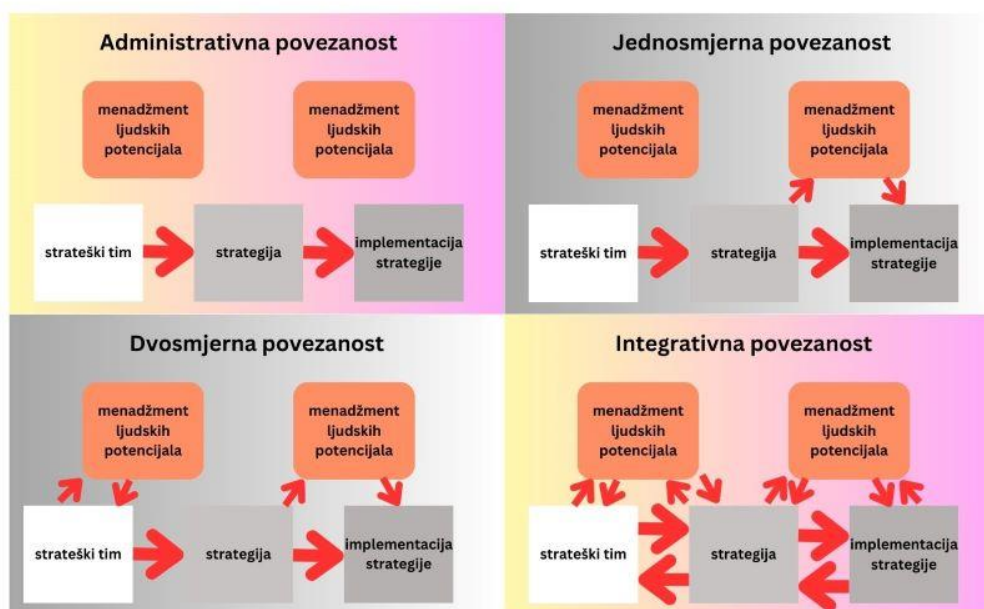 Administrativna povezanost
menadžment
ljudskih
potencijala
menadžment
ljudskih
potencijala
strateški tim
strategija
implementacija
strategije
Jednosmjerna povezanost
menadžment
ljudskih
potencijala
menadžment
ljudskih
potencijala
strateški tim
strategija
implementacija
strategije
Dvosmjerna povezanost
menadžment
ljudskih
potencijala
menadžment
ljudskih
potencijala
strateški tim
strategija
implementacija
strategije
Integrativna povezanost
menadžment
ljudskih
potencijala
menadžment
ljudskih
potencijala
strateški tim
strategija
implementacija
strategije